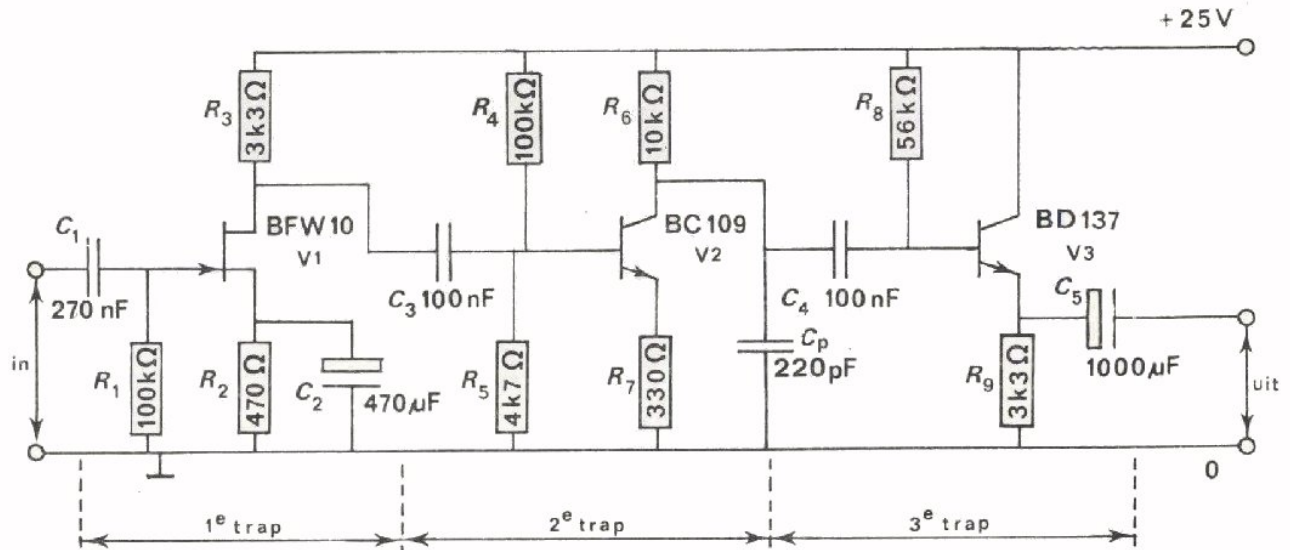 +25V
R3 3k3Ω
R4 100kΩ
R6 10kΩ
R8 56kΩ
BFW10
V1
BC109
V2
BD137
V3
C1
270nF
C3 100nF
C4 100nF
C5
1000µF
in
R1 100kΩ
R2 470Ω
C2 470µF
R5 4k7Ω
R7 330Ω
Cp
220pF
R9 3k3Ω
uit
0
1e trap
2e trap
3e trap